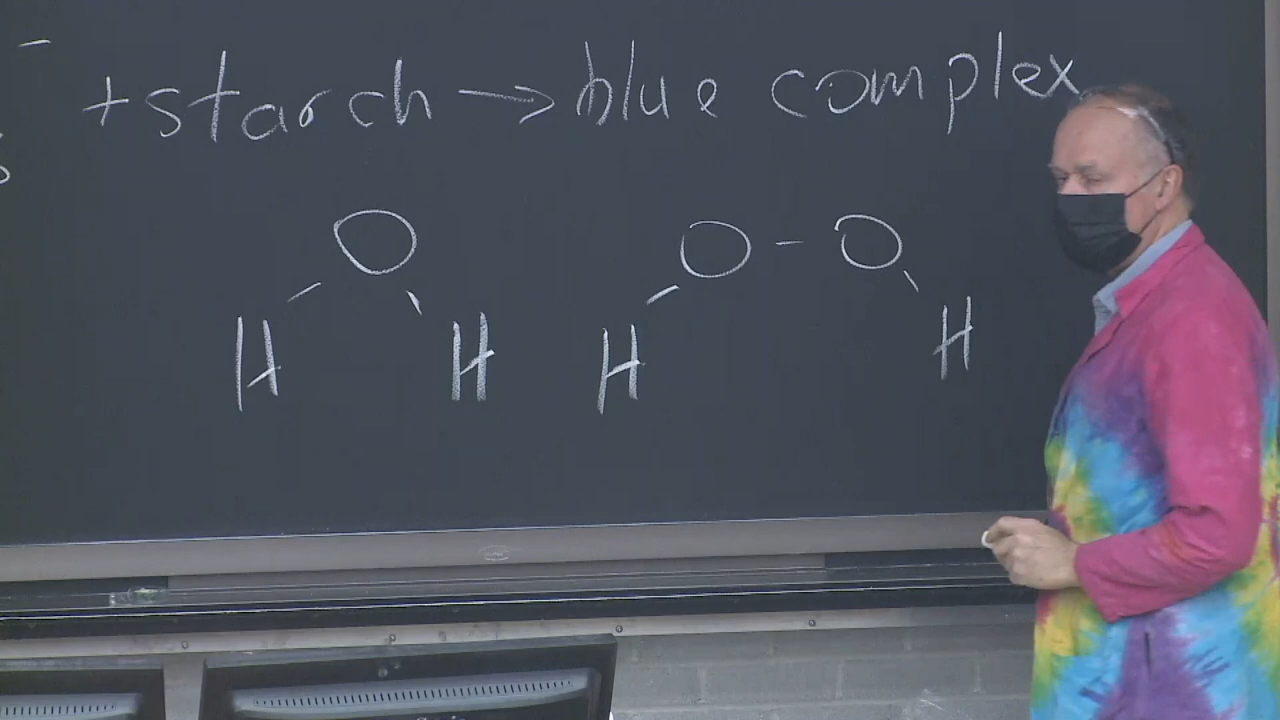 + starch → blue complex
O O - O
H H H H